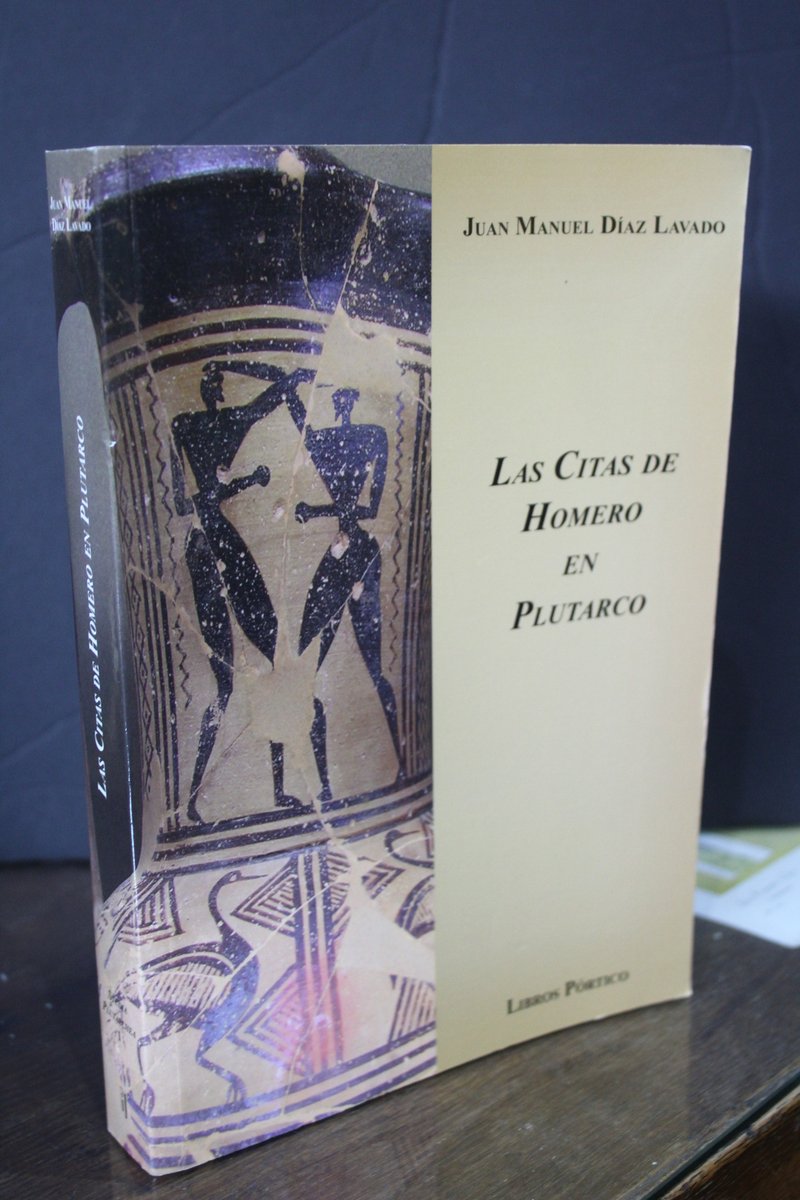 Juan Manuel
Díaz Lavado
Las Citas de Homero en Plutarco
Juan Manuel Díaz Lavado
Las Citas de
Homero
en
Plutarco
Libros Pórtico